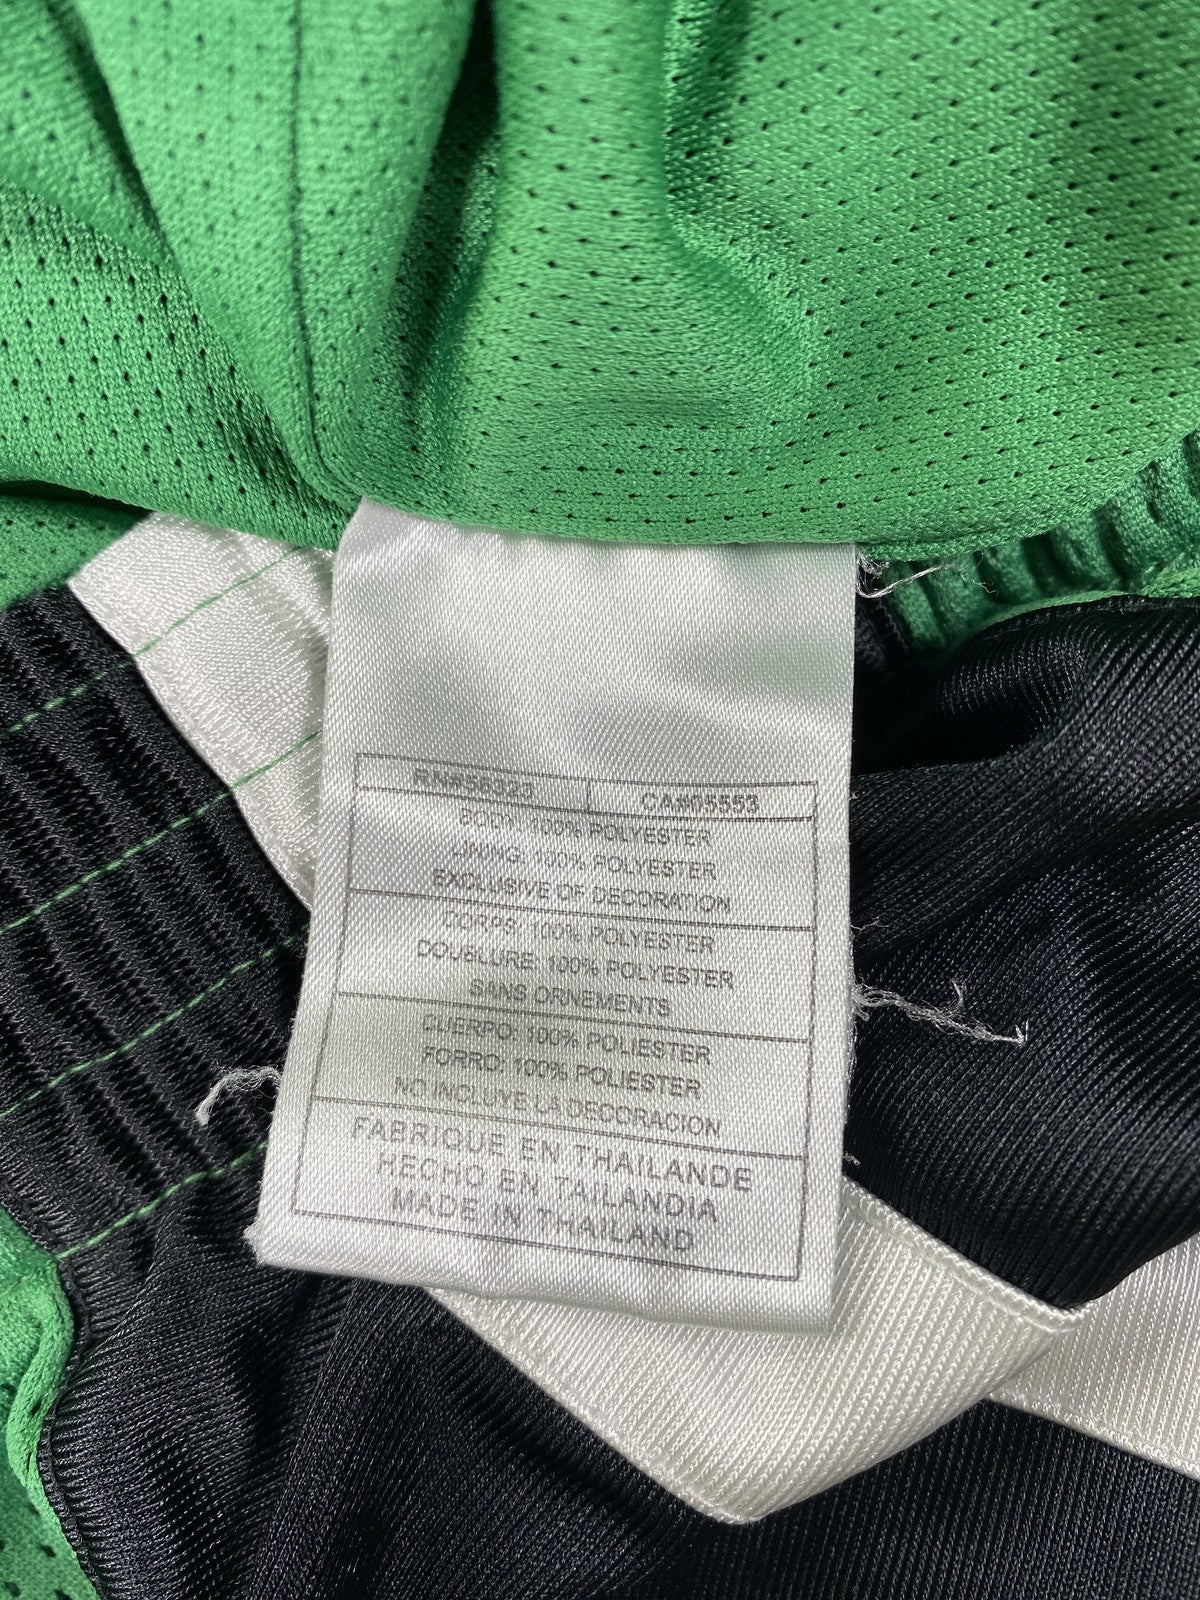 RN#56323 CA#05553
BODY: 100% POLYESTER
LINING: 100% POLYESTER
EXCLUSIVE OF DECORATION
CORPS: 100% POLYESTER
DOUBLURE: 100% POLYESTER
SANS ORNEMENTS
CUERPO: 100% POLIESTER
FORRO: 100% POLIESTER
NO INCLUYE LA DECORACION
FABRIQUE EN THAILANDE
HECHO EN TAILANDIA
MADE IN THAILAND